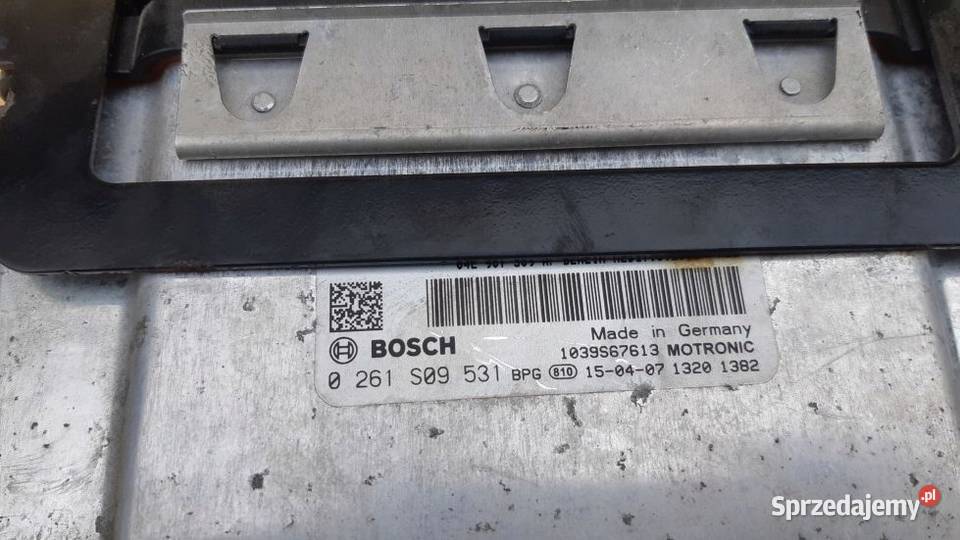 Made in Germany
BOSCH 1039S67613 MOTRONIC
0 261 S09 531 BPG 810 15-04-07 1320 1382
Sprzedajemy.pl